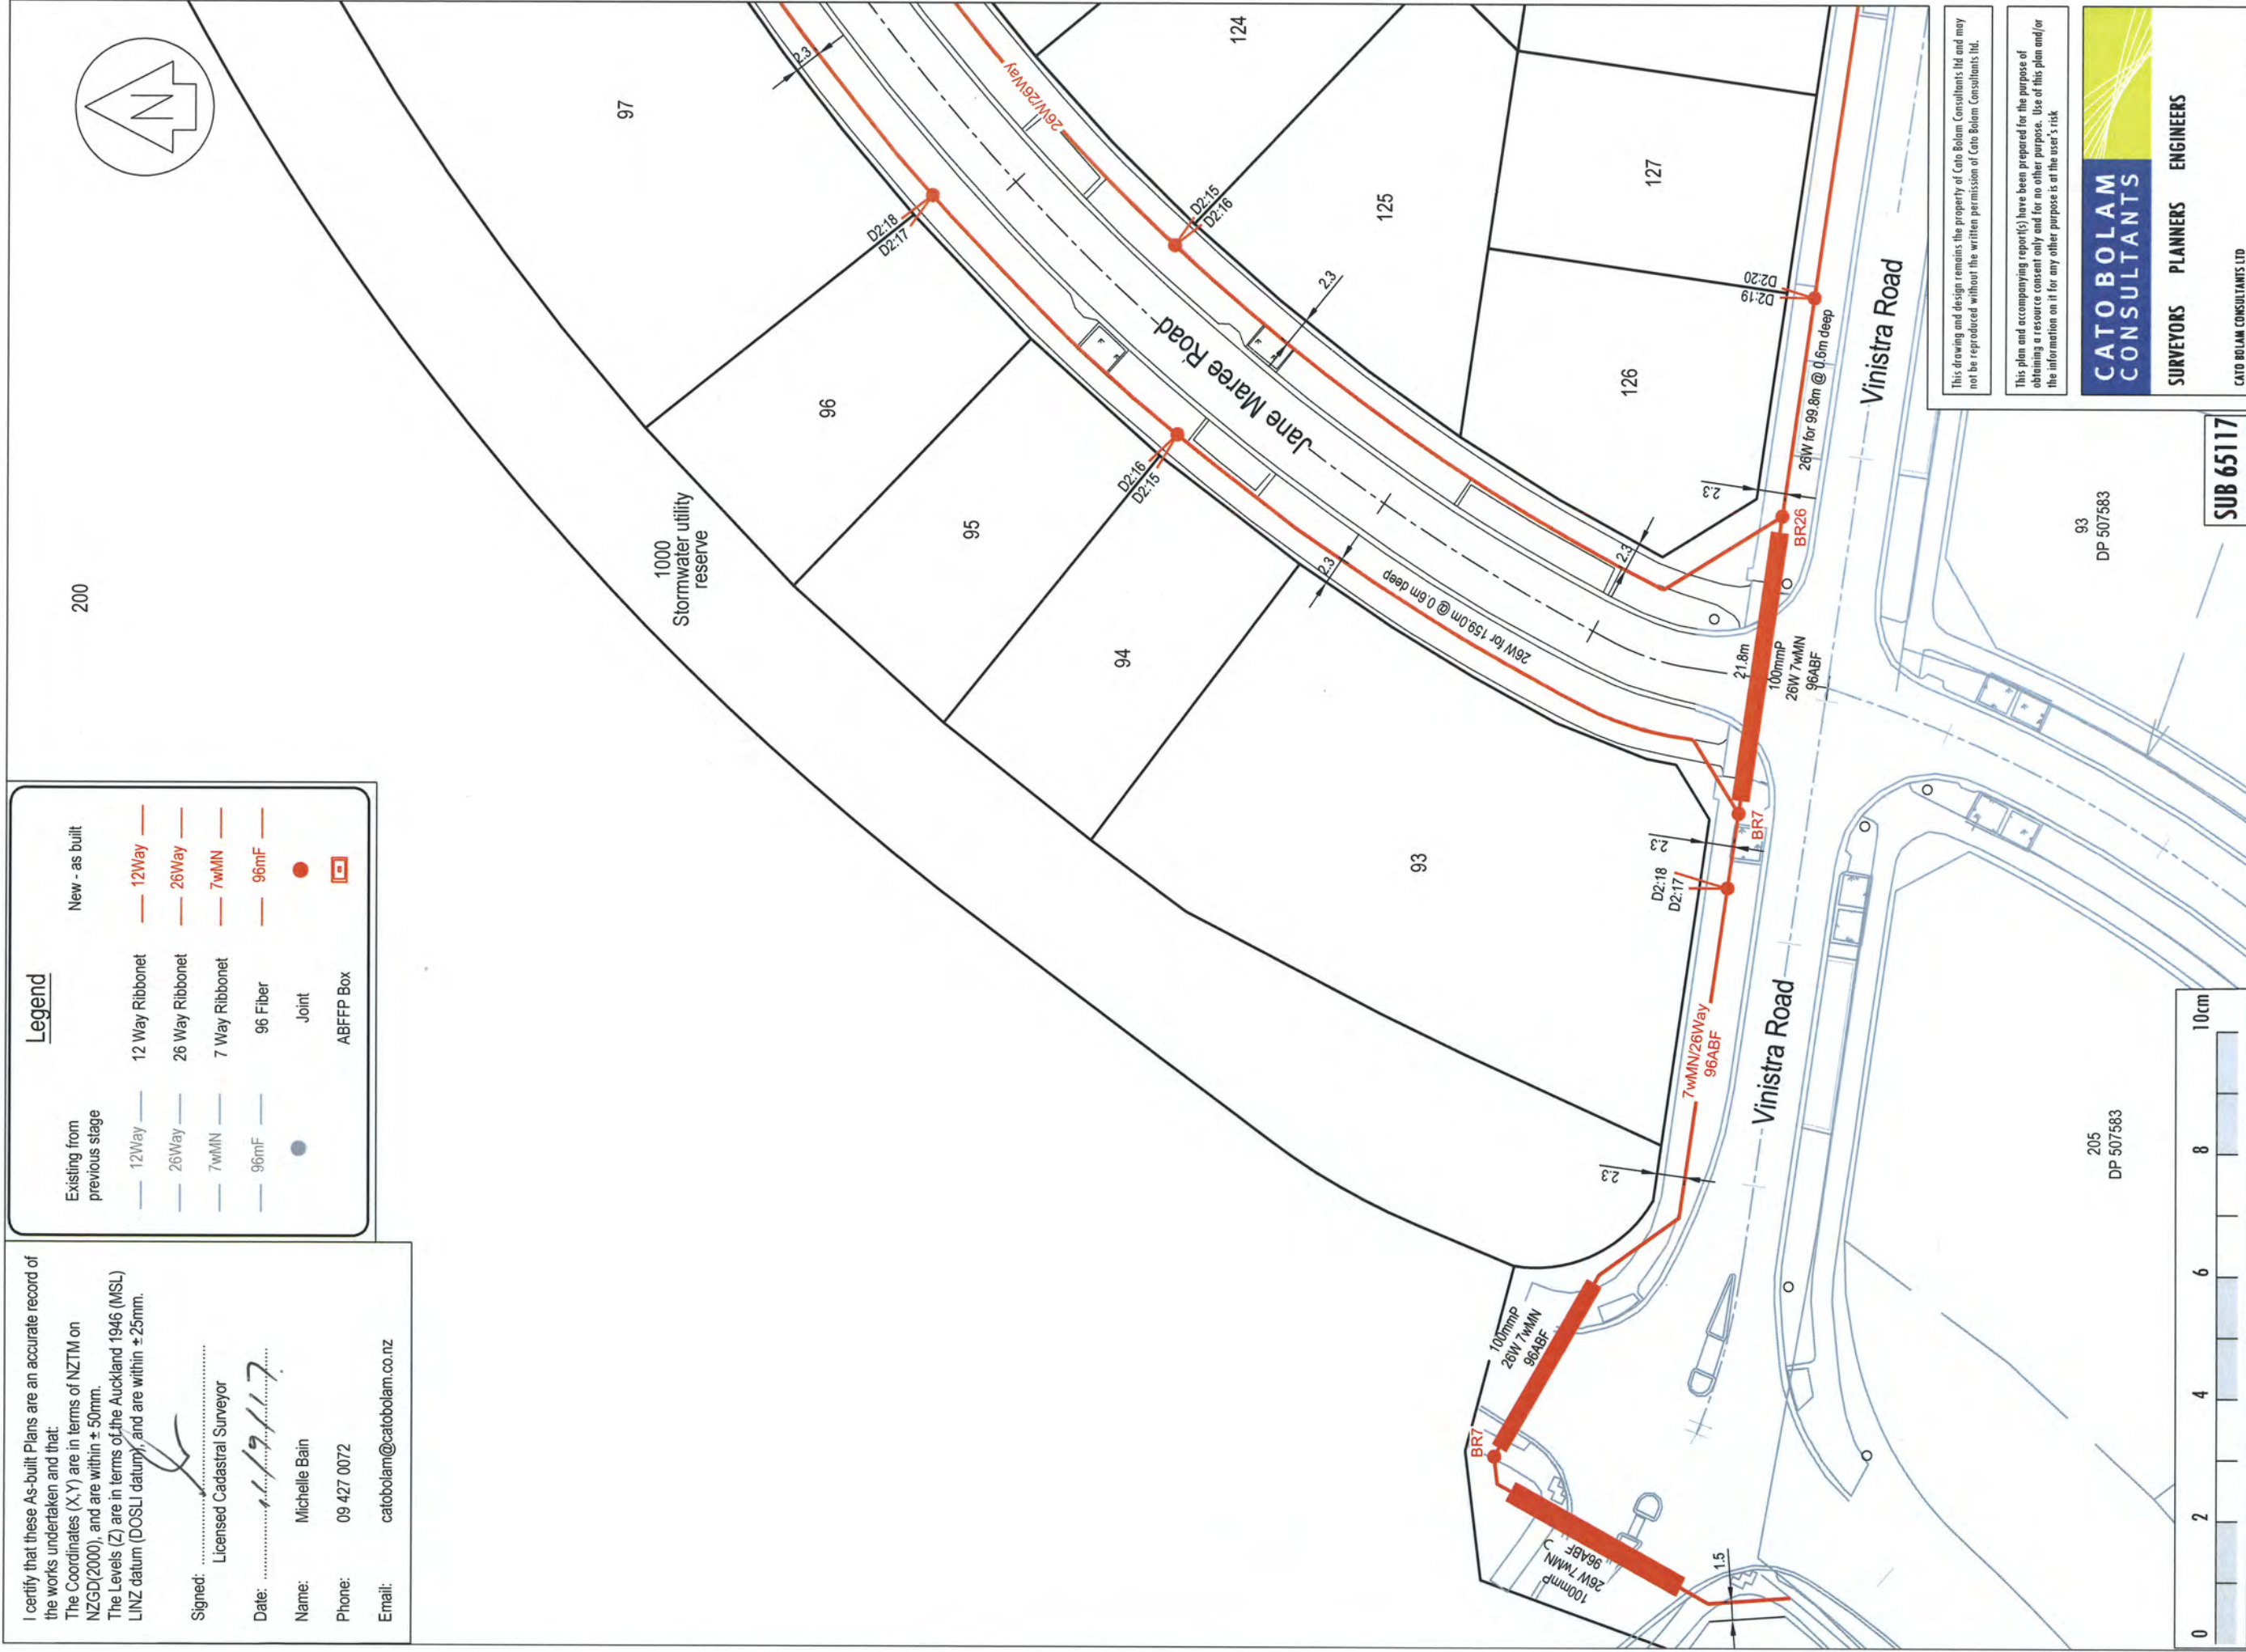 I certify that these As-built Plans are an accurate record of
the works undertaken and that:
The Coordinates (X,Y) are in terms of NZTM on
NZGD(2000), and are within ± 50mm.
The Levels (Z) are in terms of the Auckland 1946 (MSL)
LINZ datum (DOSLI datum), and are within ±25mm.
Signed:
Licensed Cadastral Surveyor
Date:
Name: Michelle Bain
Phone: 09 427 0072
Email: catobolam@catobolam.co.nz
Legend
Existing from
previous stage
New - as built
12Way 12 Way Ribbonet 12Way
26Way 26 Way Ribbonet 26Way
7wMN 7 Way Ribbonet 7wMN
96mF 96 Fiber 96mF
Joint
ABFFP Box
N
200
97
1000
Stormwater utility
reserve
96
95
94
93
124
125
126
127
2.3
26W/26Way
D2:18
D2:17
D2:15
D2:16
D2:16
D2:15
2.3
Jane Maree Road
2.3
26W for 159.0m @ 0.6m deep
2.3
D2:20
D2:19
26W for 99.8m @ 0.6m deep
2.3
BR26
Vinistra Road
21.8m
100mmP
26W 7wMN
96ABF
BR7
2.3
D2:18
D2:17
7wMN/26Way
96ABF
Vinistra Road
2.3
100mmP
26W 7wMN
96ABF
BR7
100mmP
26W 7wMN
96ABF
1.5
93
DP 507583
205
DP 507583
0 2 4 6 8 10cm
SUB 65117
This drawing and design remains the property of Cato Bolam Consultants ltd and may
not be reproduced without the written permission of Cato Bolam Consultants ltd.
This plan and accompanying report(s) have been prepared for the purpose of
obtaining a resource consent only and for no other purpose. Use of this plan and/or
the information on it for any other purpose is at the user's risk
CATO BOLAM
CONSULTANTS
SURVEYORS PLANNERS ENGINEERS
CATO BOLAM CONSULTANTS LTD